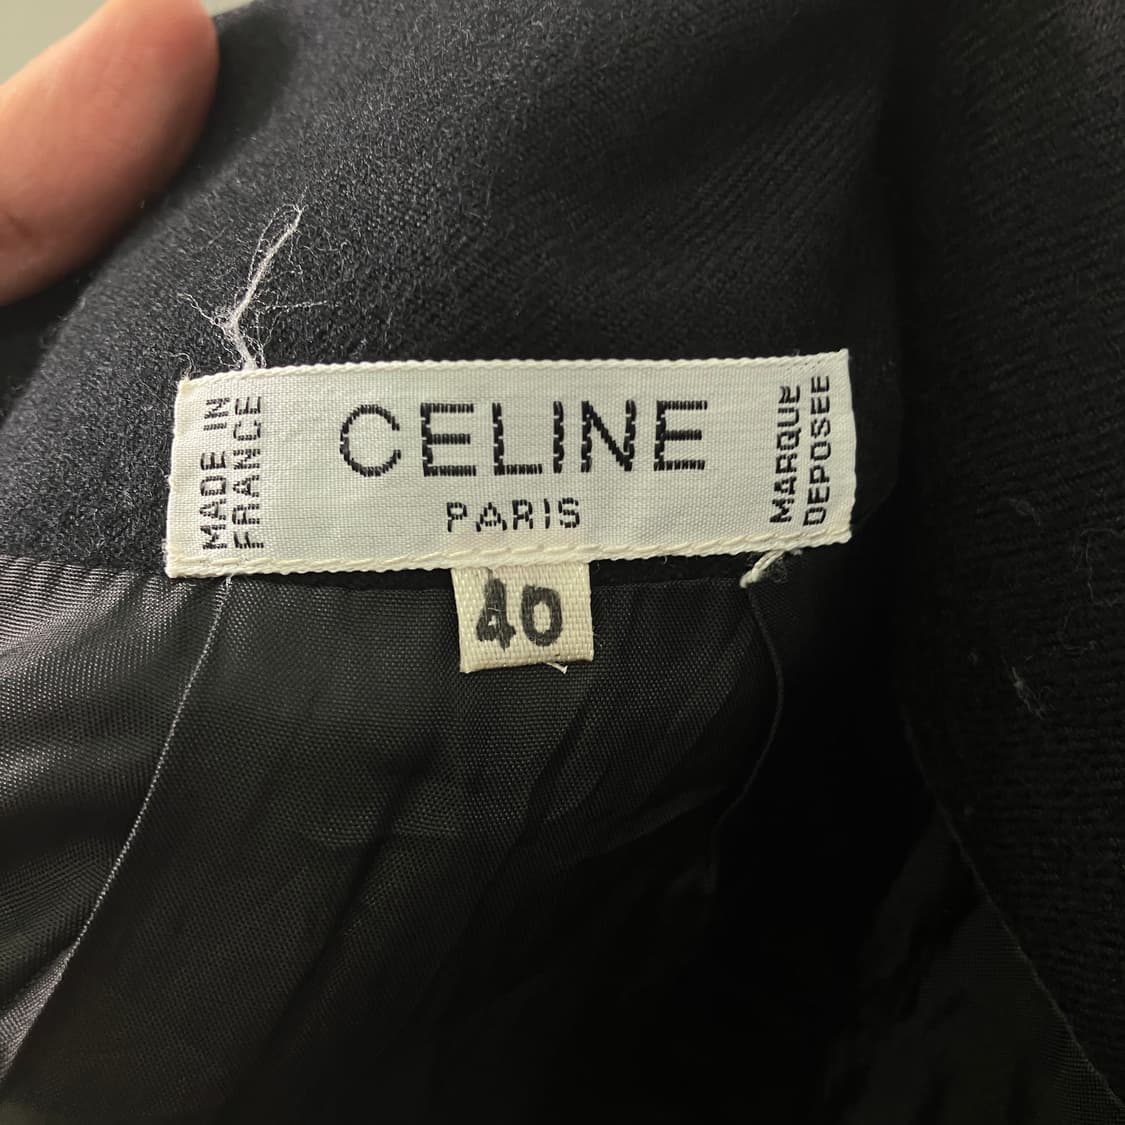 MADE IN
FRANCE
CELINE
PARIS
MARQUE
DEPOSEE
40